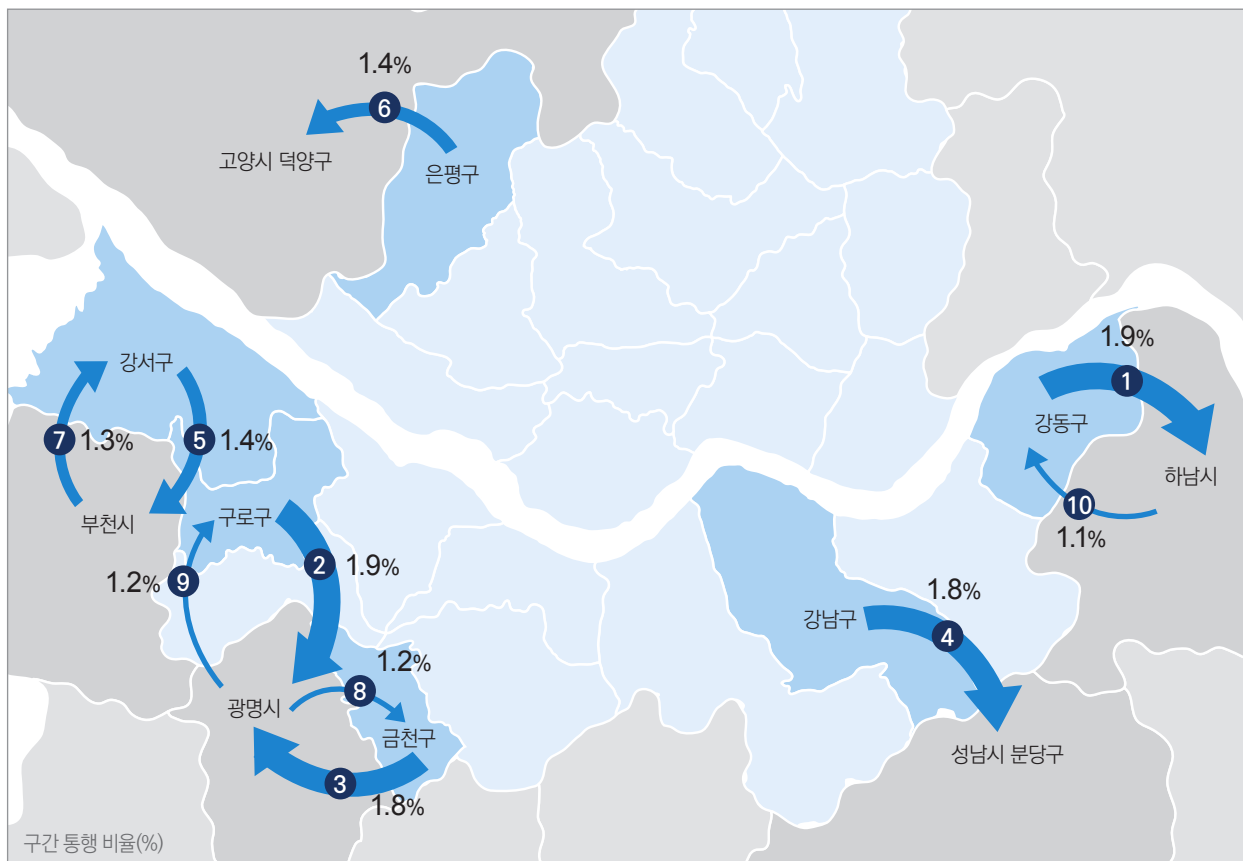 1.4%
6
고양시 덕양구
은평구
강서구
7
1.3%
5
1.4%
부천시
구로구
9
1.2%
2
1.9%
광명시
1.2%
8
금천구
3
1.8%
1.9%
1
강동구
하남시
10
1.1%
1.8%
강남구
4
성남시 분당구
구간 통행 비율(%)